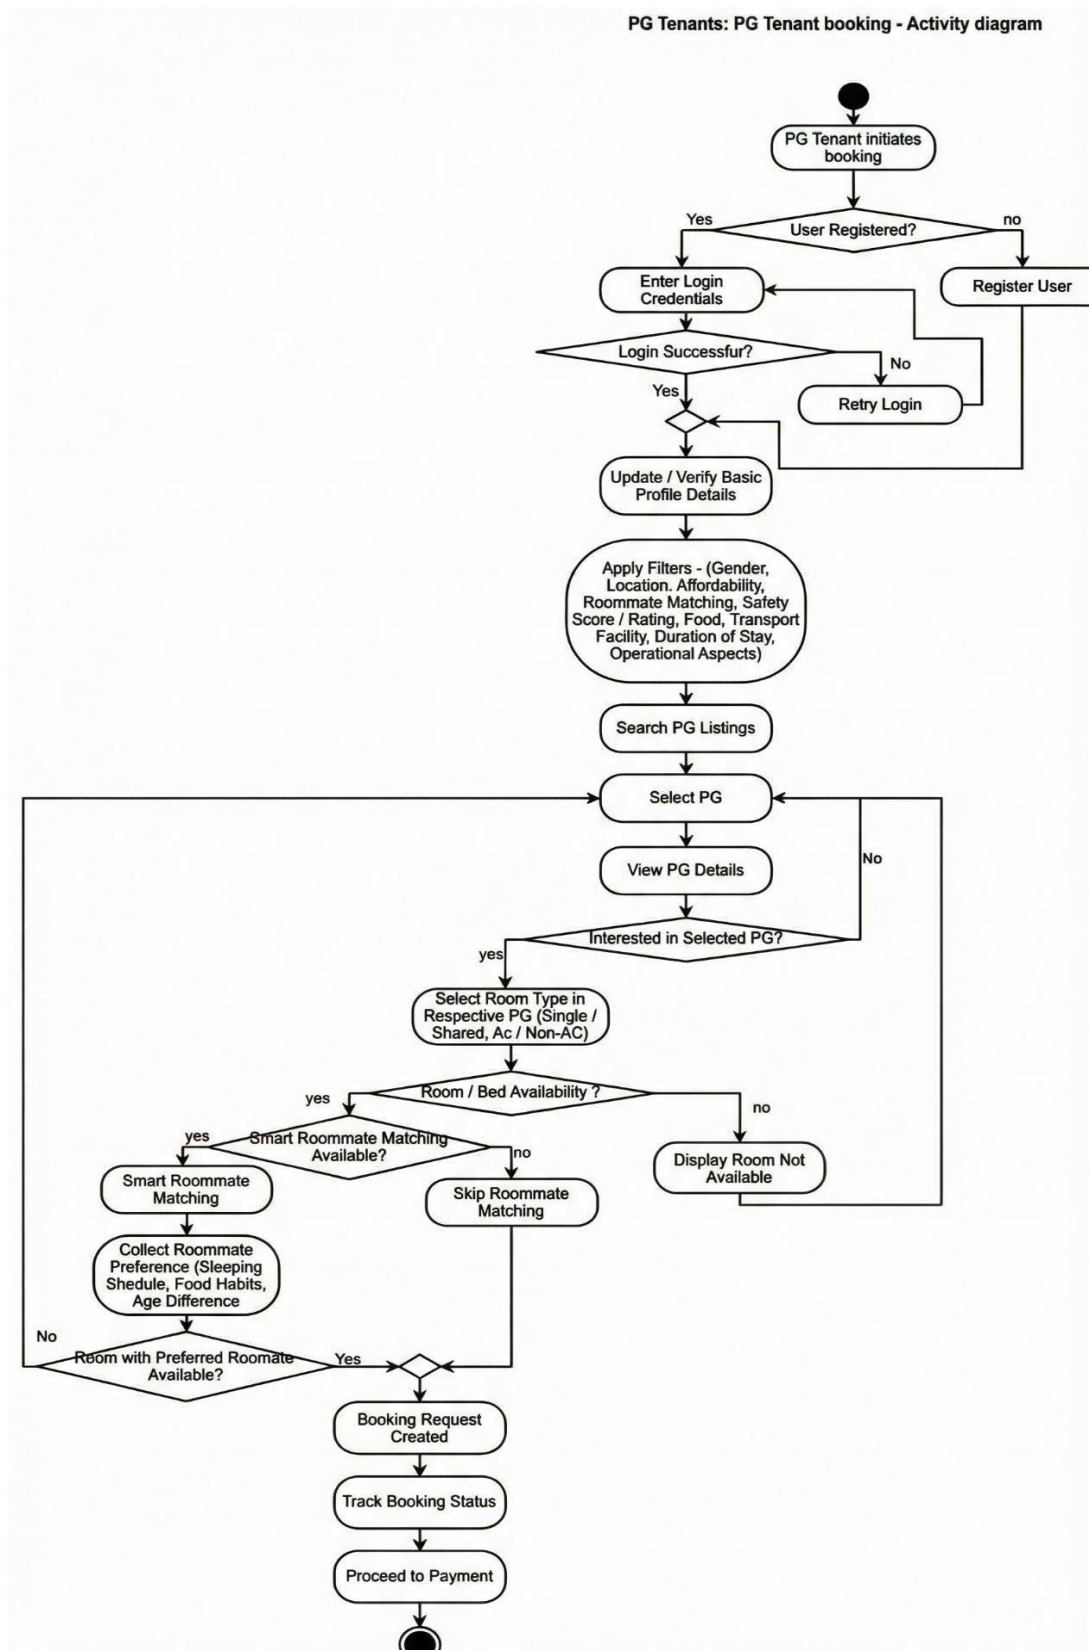 PG Tenants: PG Tenant booking - Activity diagram
PG Tenant initiates
booking
Yes
no
User Registered?
Enter Login
Credentials
Register User
Login Successfur?
No
Yes
Retry Login
Update / Verify Basic
Profile Details
Apply Filters - (Gender,
Location. Affordability,
Roommate Matching, Safety
Score / Rating, Food, Transport
Facility, Duration of Stay,
Operational Aspects)
Search PG Listings
Select PG
View PG Details
No
Interested in Selected PG?
yes
Select Room Type in
Respective PG (Single /
Shared, Ac / Non-AC)
Room / Bed Availability ?
yes
no
Smart Roommate Matching
Available?
yes
no
Display Room Not
Available
Smart Roommate
Matching
Skip Roommate
Matching
Collect Roommate
Preference (Sleeping
Shedule, Food Habits,
Age Difference
No
Room with Preferred Roomate
Available?
Yes
Booking Request
Created
Track Booking Status
Proceed to Payment